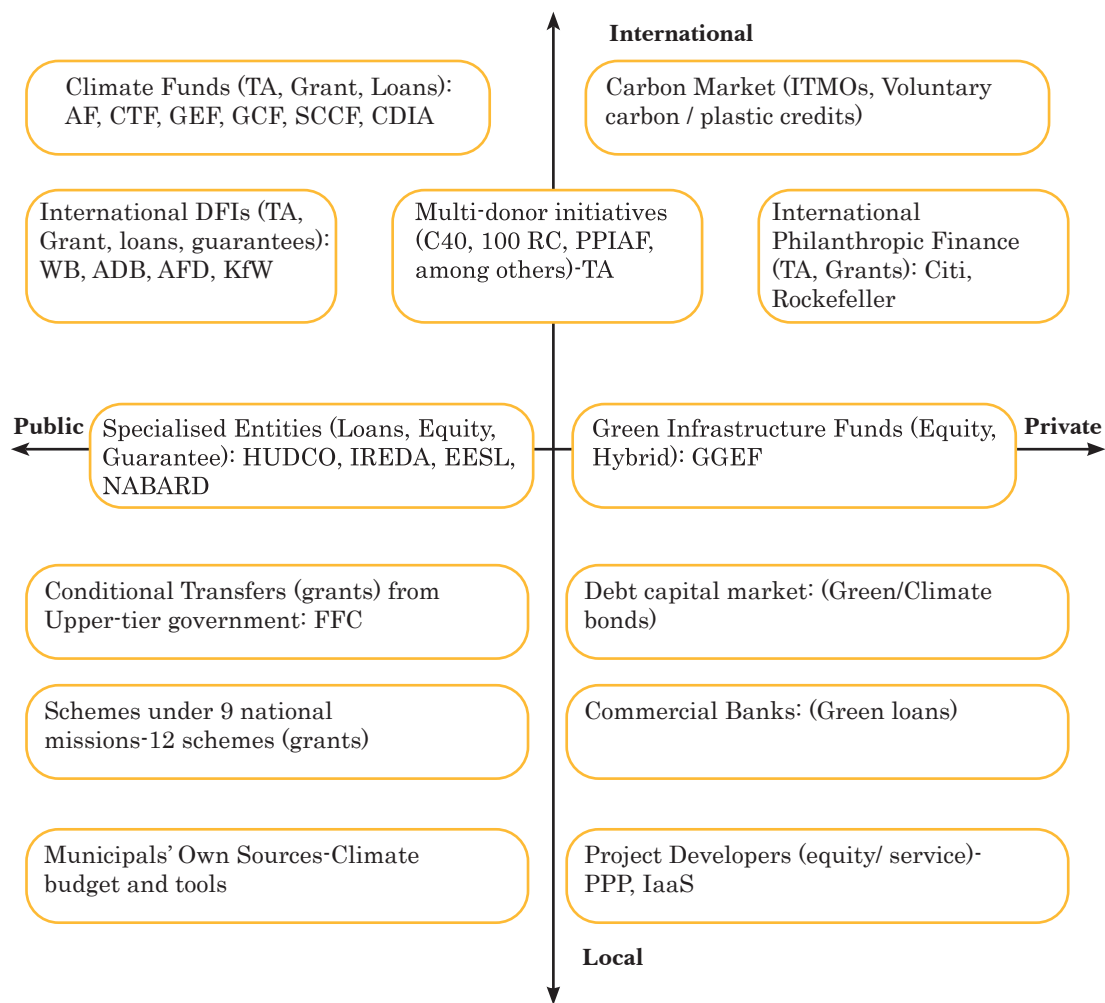 International
Climate Funds (TA, Grant, Loans):
AF, CTF, GEF, GCF, SCCF, CDIA
Carbon Market (ITMOs, Voluntary
carbon / plastic credits)
International DFIs (TA,
Grant, loans, guarantees):
WB, ADB, AFD, KfW
Multi-donor initiatives
(C40, 100 RC, PPIAF,
among others)-TA
International
Philanthropic Finance
(TA, Grants): Citi,
Rockefeller
Public
Specialised Entities (Loans, Equity,
Guarantee): HUDCO, IREDA, EESL,
NABARD
Green Infrastructure Funds (Equity,
Hybrid): GGEF
Private
Conditional Transfers (grants) from
Upper-tier government: FFC
Debt capital market: (Green/Climate
bonds)
Schemes under 9 national
missions-12 schemes (grants)
Commercial Banks: (Green loans)
Municipals’ Own Sources-Climate
budget and tools
Project Developers (equity/ service)-
PPP, IaaS
Local